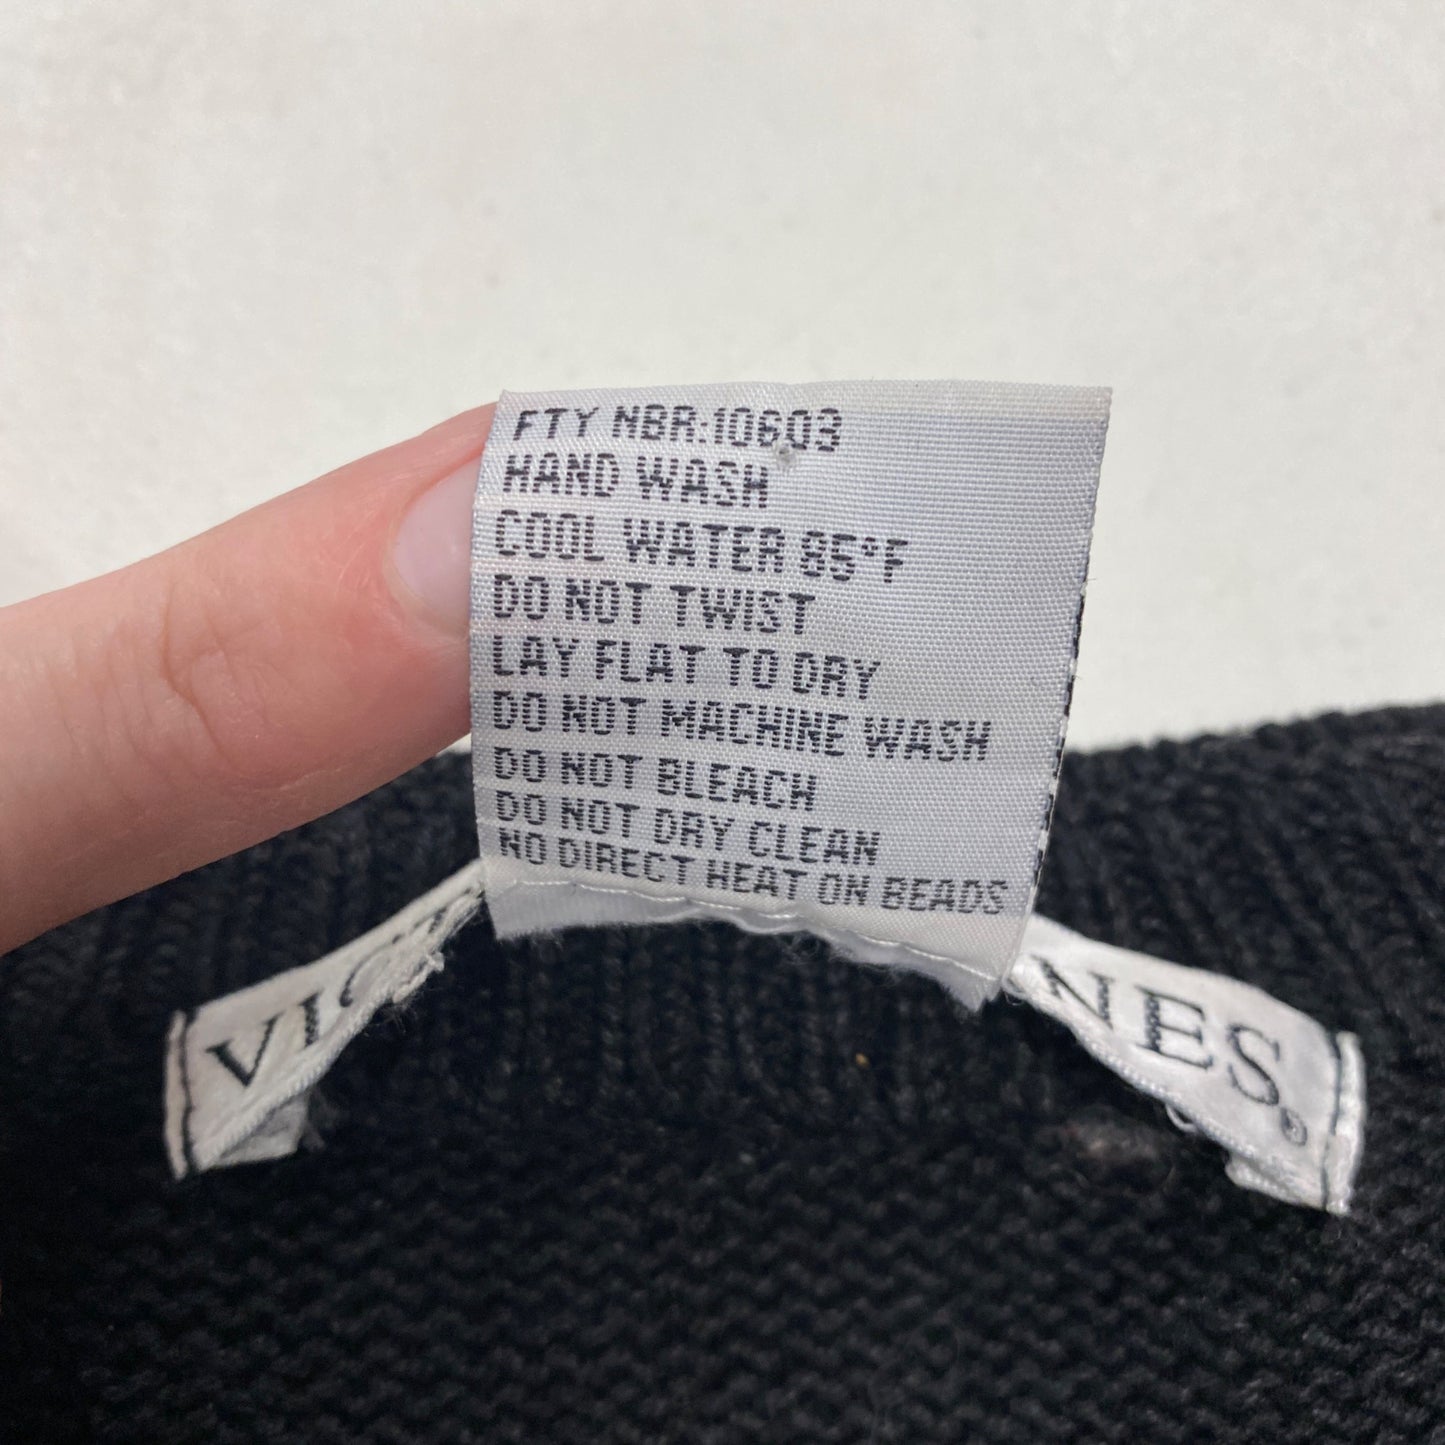 FTY NBR:10603
HAND WASH
COOL WATER 85°F
DO NOT TWIST
LAY FLAT TO DRY
DO NOT MACHINE WASH
DO NOT BLEACH
DO NOT DRY CLEAN
NO DIRECT HEAT ON BEADS